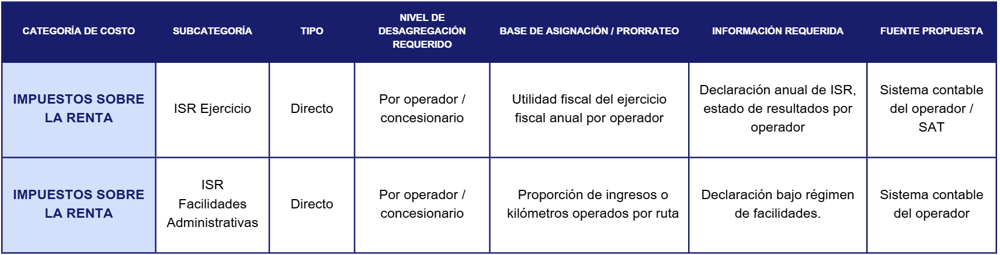 CATEGORÍA DE COSTO
SUBCATEGORÍA
TIPO
NIVEL DE
DESAGREGACIÓN
REQUERIDO
BASE DE ASIGNACIÓN / PRORRATEO
INFORMACIÓN REQUERIDA
FUENTE PROPUESTA
IMPUESTOS SOBRE
LA RENTA
ISR Ejercicio
Directo
Por operador /
concesionario
Utilidad fiscal del ejercicio
fiscal anual por operador
Declaración anual de ISR,
estado de resultados por
operador
Sistema contable
del operador /
SAT
IMPUESTOS SOBRE
LA RENTA
ISR
Facilidades
Administrativas
Directo
Por operador /
concesionario
Proporción de ingresos o
kilómetros operados por ruta
Declaración bajo régimen
de facilidades.
Sistema contable
del operador